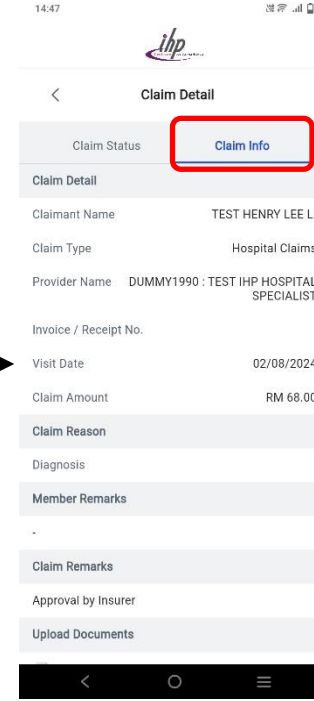 14:47
ihp
Claim Detail
Claim Status
Claim Info
Claim Detail
Claimant Name TEST HENRY LEE L
Claim Type Hospital Claims
Provider Name DUMMY1990 : TEST IHP HOSPITAL
SPECIALIST
Invoice / Receipt No.
Visit Date 02/08/2024
Claim Amount RM 68.00
Claim Reason
Diagnosis
Member Remarks
-
Claim Remarks
Approval by Insurer
Upload Documents